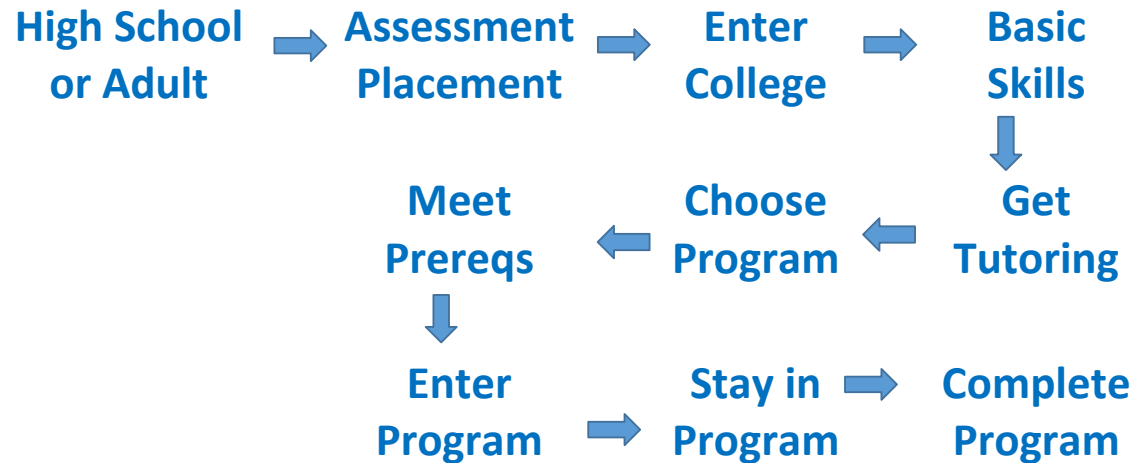 High School
or Adult
Assessment
Placement
Enter
College
Basic
Skills
Get
Tutoring
Choose
Program
Meet
Prereqs
Enter
Program
Stay in
Program
Complete
Program